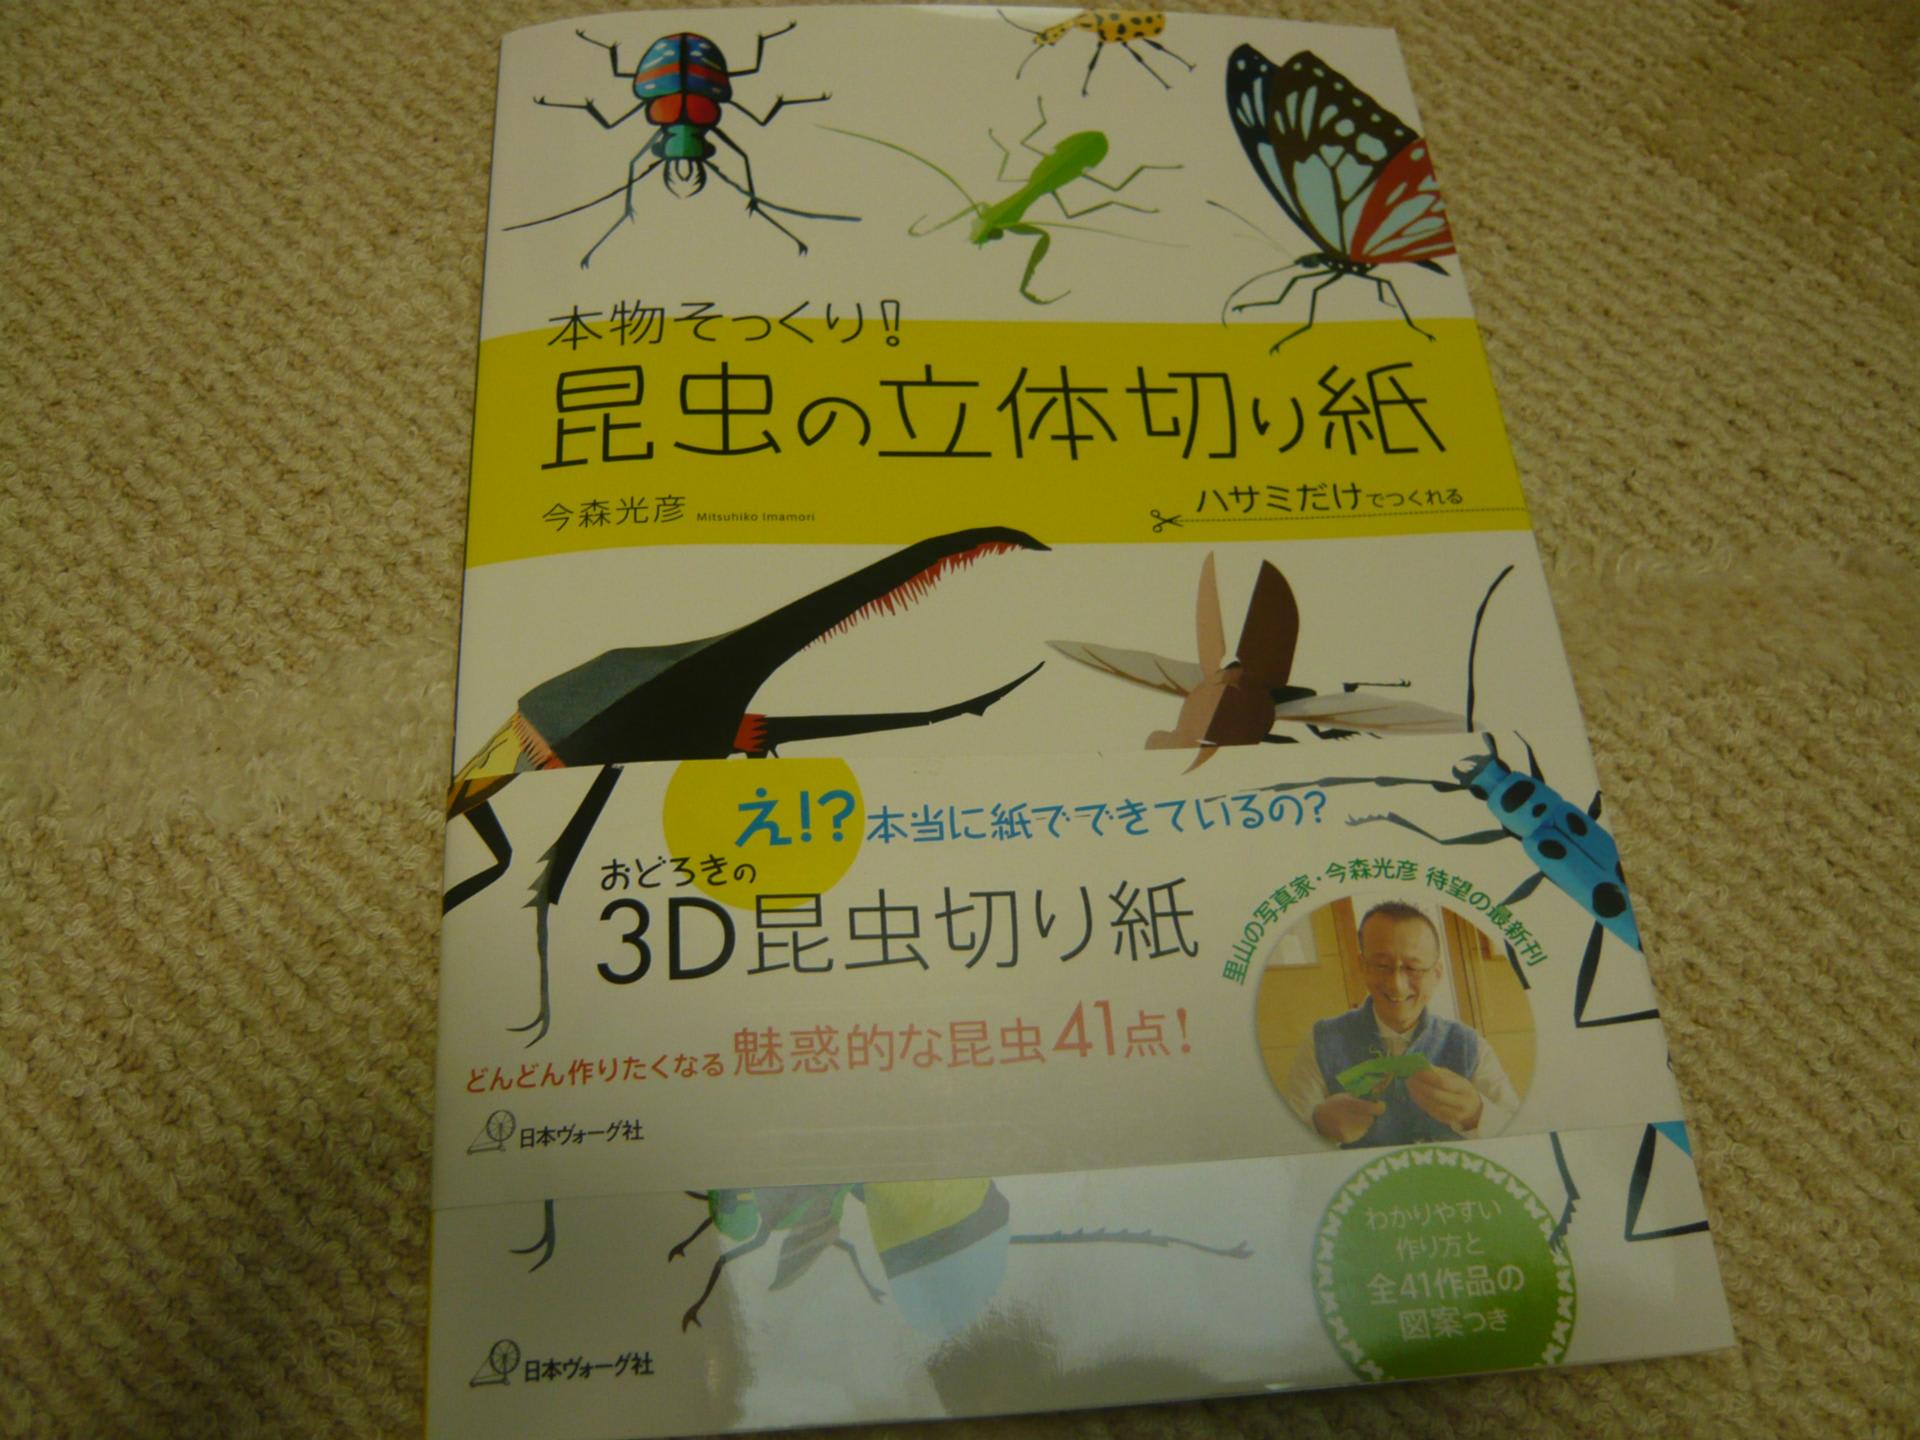 本物そっくり!
昆虫の立体切り紙
今森光彦 Mitsuhiko Imamori
ハサミだけでつくれる
え!?本当に紙でできているの?
おどろきの
3D昆虫切り紙
里山の写真家・今森光彦 待望の最新刊
どんどん作りたくなる魅惑的な昆虫41点!
日本ヴォーグ社
わかりやすい
作り方と
全41作品の
図案つき
日本ヴォーグ社